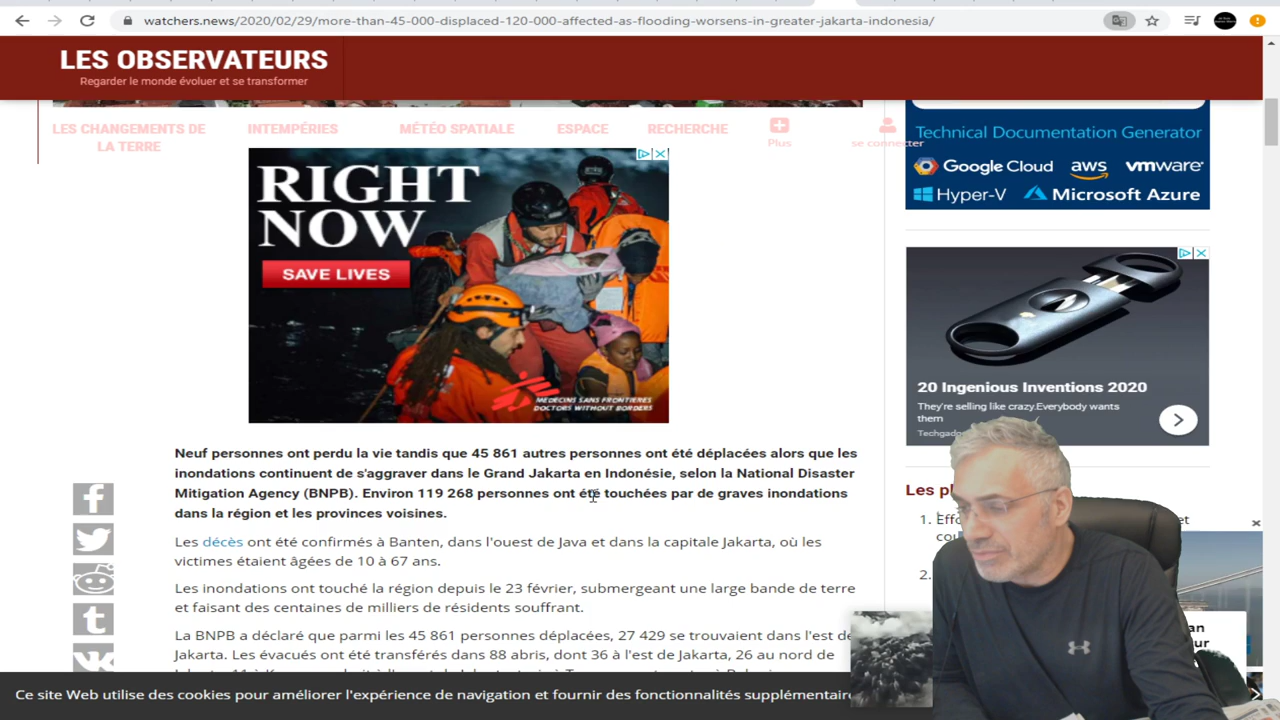 watchers.news/2020/02/29/more-than-45-000-displaced-120-000-affected-as-flooding-worsens-in-greater-jakarta-indonesia/
LES OBSERVATEURS
Regarder le monde évoluer et se transformer
LES CHANGEMENTS DE
LA TERRE
INTEMPÉRIES
MÉTÉO SPATIALE
ESPACE
RECHERCHE
Plus
se connecter
RIGHT
NOW
SAVE LIVES
MEDECINS SANS FRONTIERES
DOCTORS WITHOUT BORDERS
Technical Documentation Generator
Google Cloud aws vmware
Hyper-V Microsoft Azure
20 Ingenious Inventions 2020
They're selling like crazy.Everybody wants
them
Neuf personnes ont perdu la vie tandis que 45 861 autres personnes ont été déplacées alors que les
inondations continuent de s'aggraver dans le Grand Jakarta en Indonésie, selon la National Disaster
Mitigation Agency (BNPB). Environ 119 268 personnes ont été touchées par de graves inondations
dans la région et les provinces voisines.
Les décès ont été confirmés à Banten, dans l'ouest de Java et dans la capitale Jakarta, où les
victimes étaient âgées de 10 à 67 ans.
Les inondations ont touché la région depuis le 23 février, submergeant une large bande de terre
et faisant des centaines de milliers de résidents souffrant.
La BNPB a déclaré que parmi les 45 861 personnes déplacées, 27 429 se trouvaient dans l'est de
Jakarta. Les évacués ont été transférés dans 88 abris, dont 36 à l'est de Jakarta, 26 au nord de
Les
1.
2.
Ce site Web utilise des cookies pour améliorer l'expérience de navigation et fournir des fonctionnalités supplémentaire